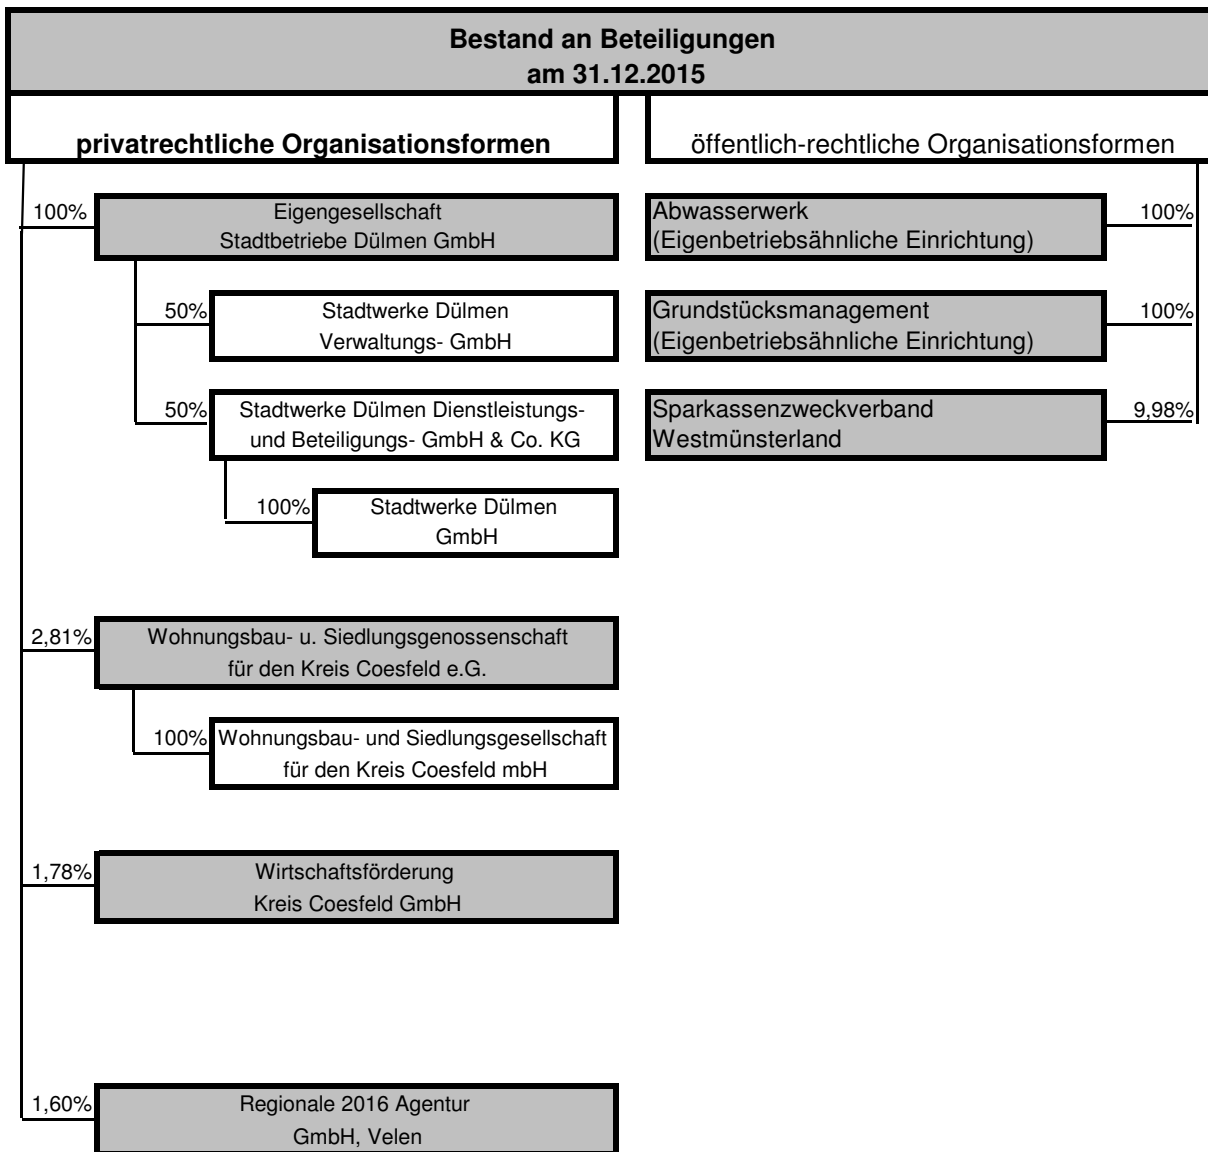 Bestand an Beteiligungen
am 31.12.2015
privatrechtliche Organisationsformen
öffentlich-rechtliche Organisationsformen
100%
Eigengesellschaft
Stadtbetriebe Dülmen GmbH
50%
Stadtwerke Dülmen
Verwaltungs- GmbH
50%
Stadtwerke Dülmen Dienstleistungs-
und Beteiligungs- GmbH & Co. KG
100%
Stadtwerke Dülmen
GmbH
2,81%
Wohnungsbau- u. Siedlungsgenossenschaft
für den Kreis Coesfeld e.G.
100%
Wohnungsbau- und Siedlungsgesellschaft
für den Kreis Coesfeld mbH
1,78%
Wirtschaftsförderung
Kreis Coesfeld GmbH
1,60%
Regionale 2016 Agentur
GmbH, Velen
Abwasserwerk
(Eigenbetriebsähnliche Einrichtung)
100%
Grundstücksmanagement
(Eigenbetriebsähnliche Einrichtung)
100%
Sparkassenzweckverband
Westmünsterland
9,98%